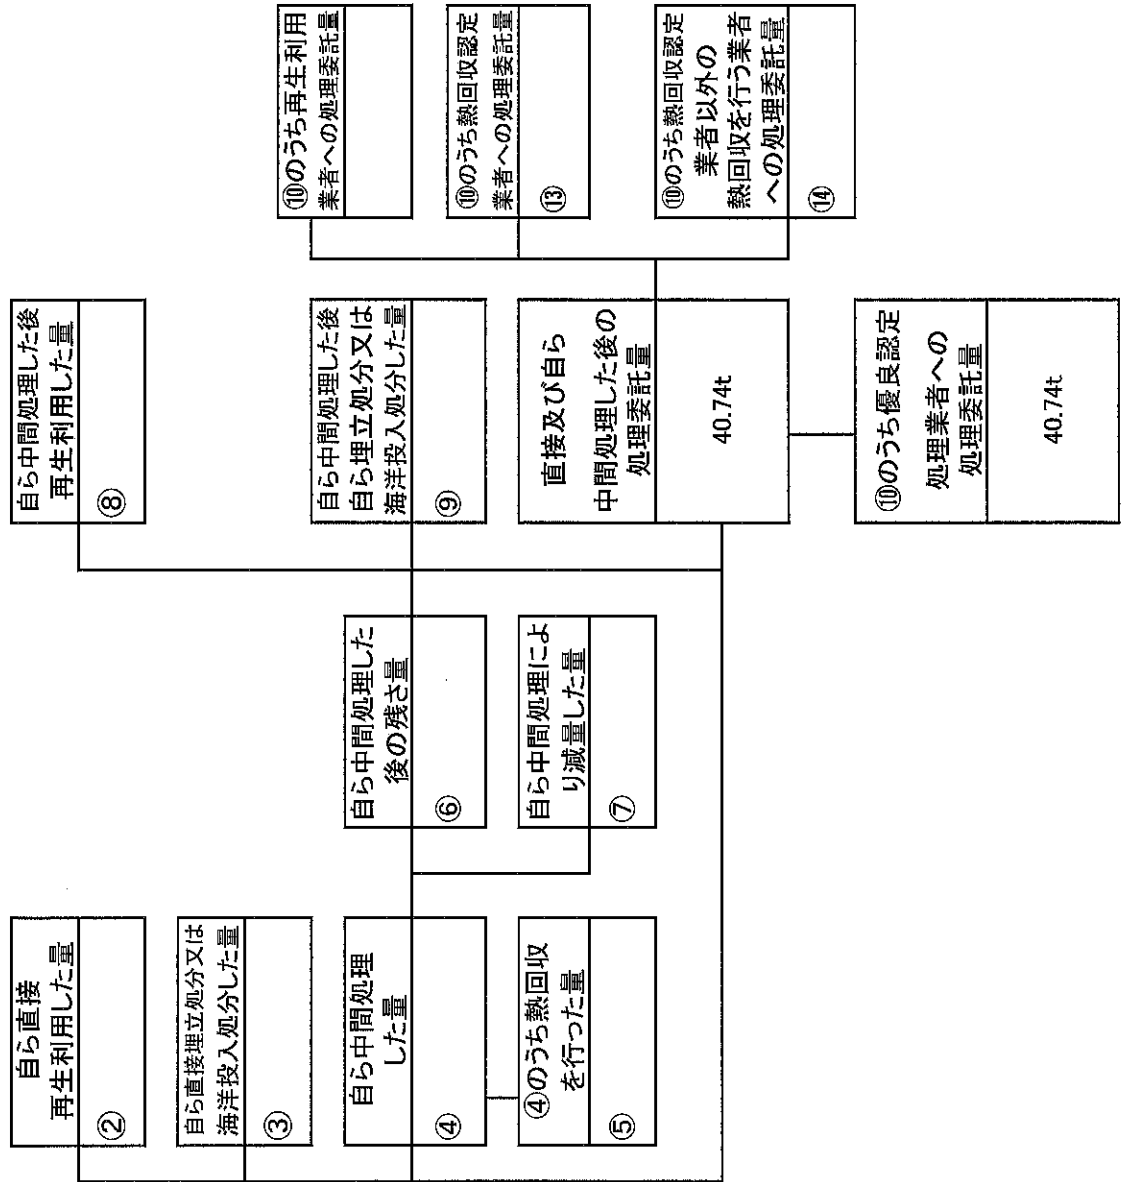 自ら直接
再生利用した量
②
自ら直接埋立処分又は
海洋投入処分した量
③
自ら中間処理
した量
④
④のうち熱回収
を行った量
⑤
自ら中間処理した
後の残さ量
⑥
自ら中間処理によ
り減量した量
⑦
自ら中間処理した後
再生利用した量
⑧
自ら中間処理した後
自ら埋立処分又は
海洋投入処分した量
⑨
直接及び自ら
中間処理した後の
処理委託量
40.74t
⑩のうち優良認定
処理業者への
処理委託量
40.74t
⑩のうち再生利用
業者への処理委託量
⑩のうち熱回収認定
業者への処理委託量
⑬
⑩のうち熱回収認定
業者以外の
熱回収を行う業者
への処理委託量
⑭